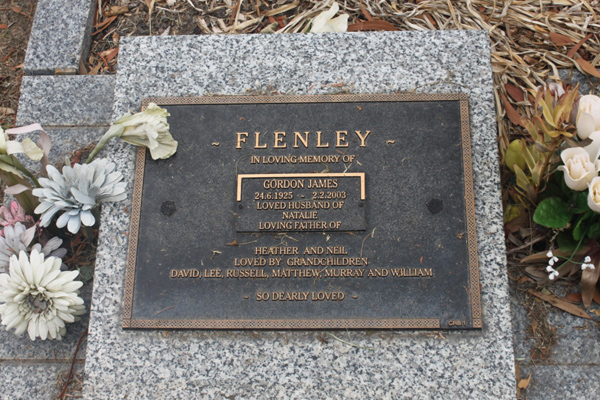 ~ FLENLEY ~
IN LOVING MEMORY OF
GORDON JAMES
24.6.1925 ~ 2.2.2003
LOVED HUSBAND OF
NATALIE
LOVING FATHER OF
HEATHER AND NEIL
LOVED BY GRANDCHILDREN
DAVID, LEE, RUSSELL, MATTHEW, MURRAY AND WILLIAM
~ SO DEARLY LOVED ~